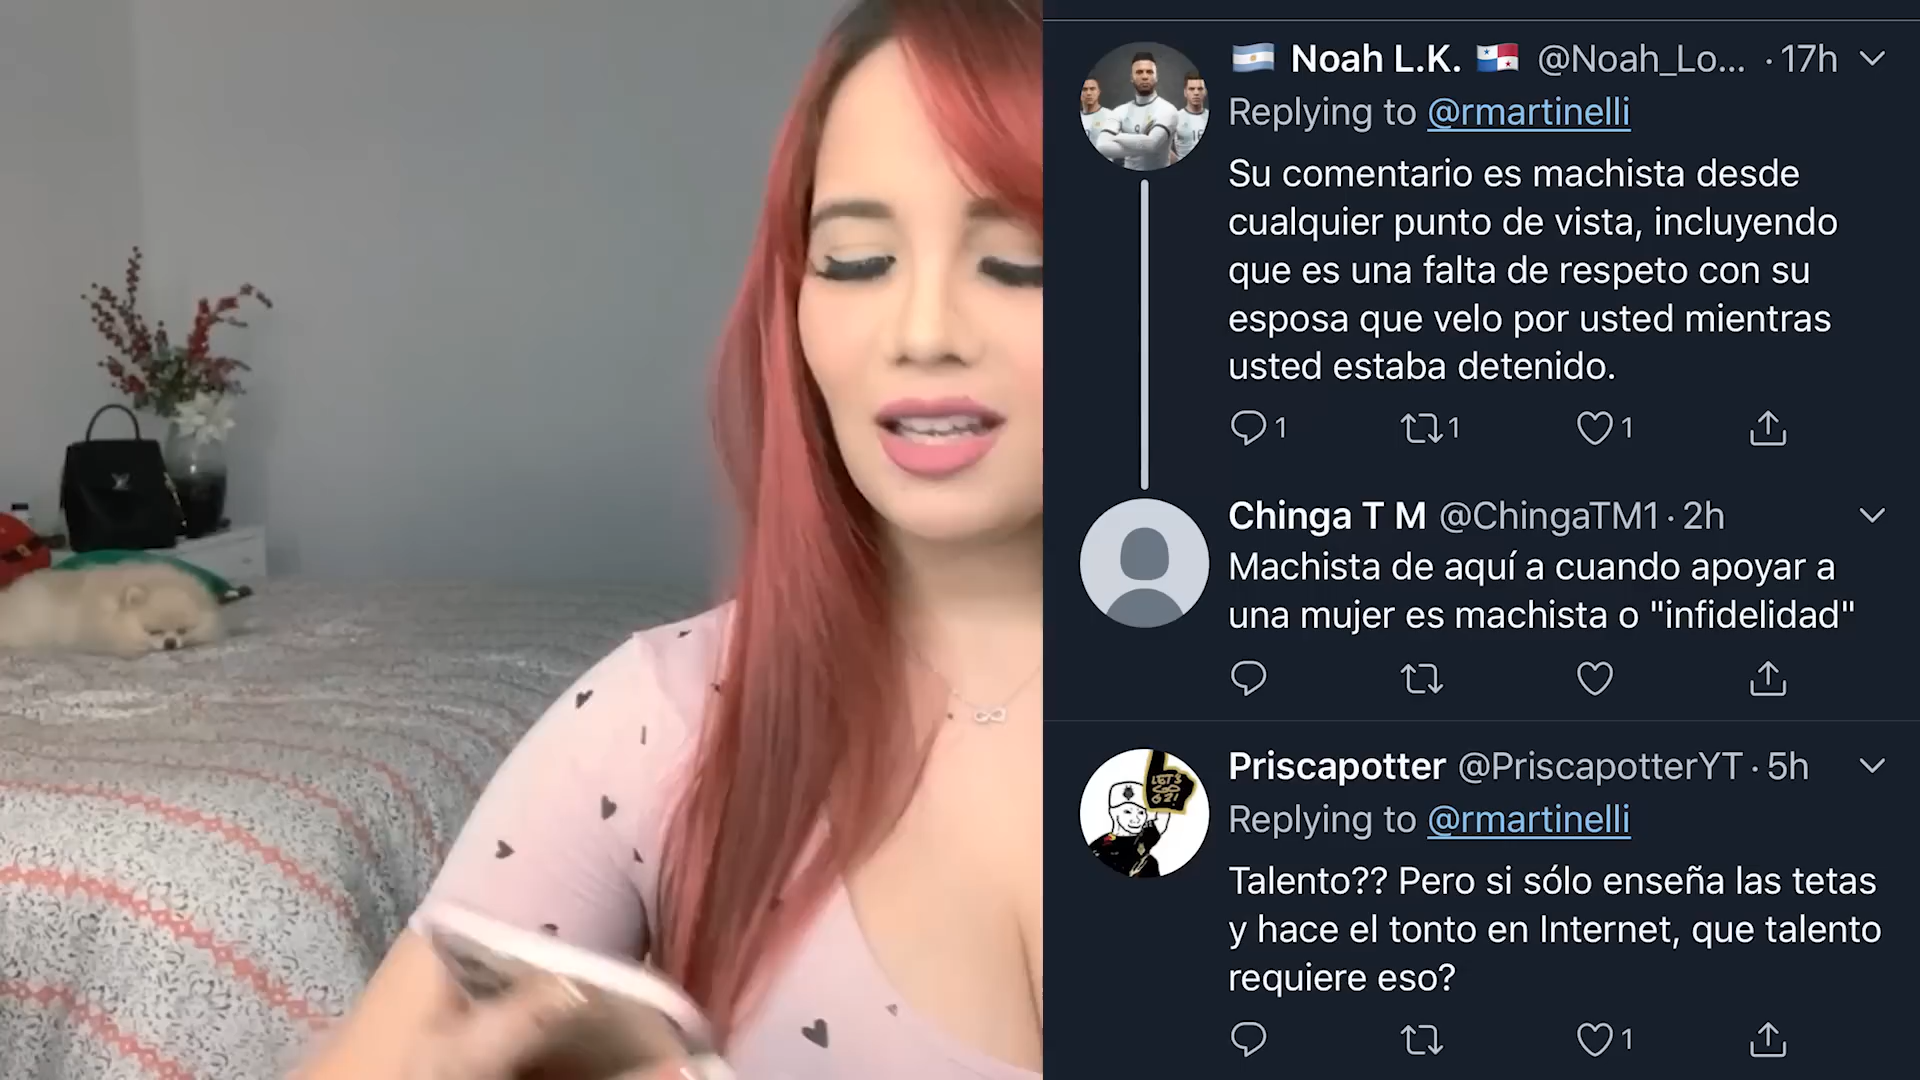 Noah L.K. @Noah_Lo... · 17h
Replying to @rmartinelli
Su comentario es machista desde
cualquier punto de vista, incluyendo
que es una falta de respeto con su
esposa que velo por usted mientras
usted estaba detenido.
1 1 1
Chinga T M @ChingaTM1 · 2h
Machista de aquí a cuando apoyar a
una mujer es machista o "infidelidad"
Priscapotter @PriscapotterYT · 5h
LET'S
GOO
G2!
Replying to @rmartinelli
Talento?? Pero si sólo enseña las tetas
y hace el tonto en Internet, que talento
requiere eso?
1